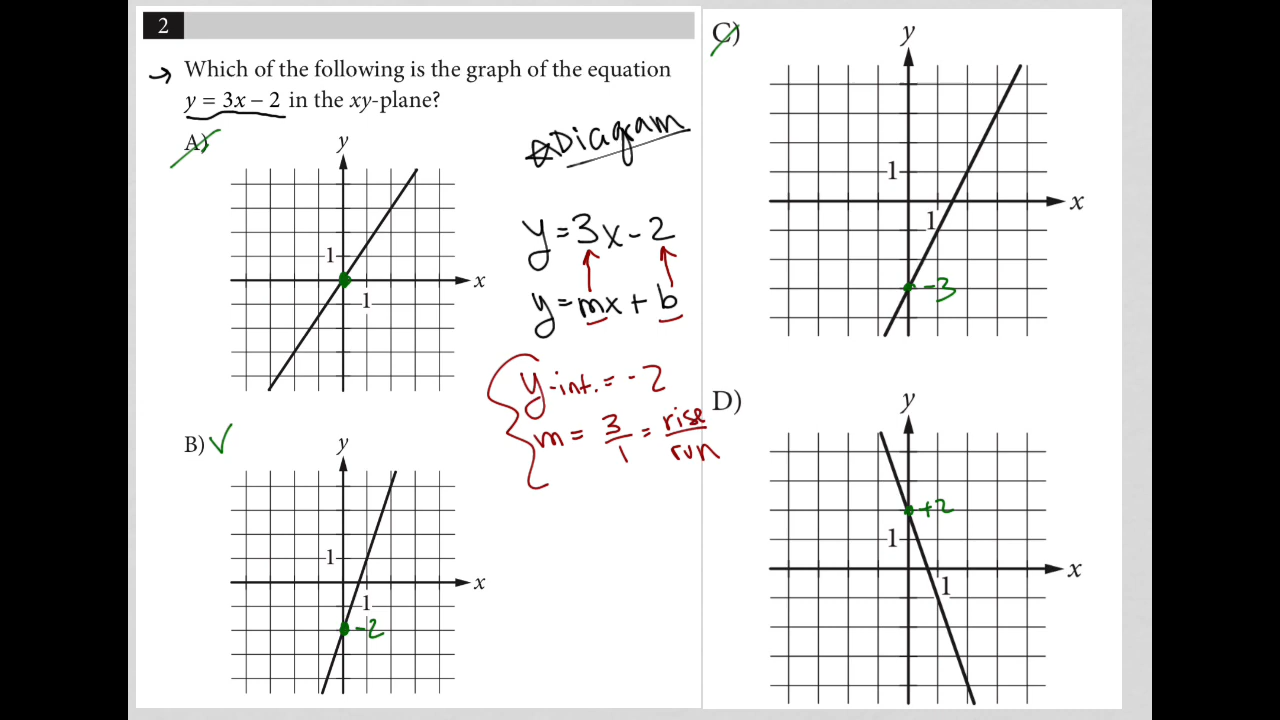 2
→ Which of the following is the graph of the equation
y = 3x – 2 in the xy-plane?
A)
y
1
x
1
B) ✓
y
1
x
1
-2
☆Diagram
y=3x-2
y=mx+b
y-int.=-2
m = 3/1 = rise/run
C)
y
1
x
1
-3
D)
y
+2
1
x
1